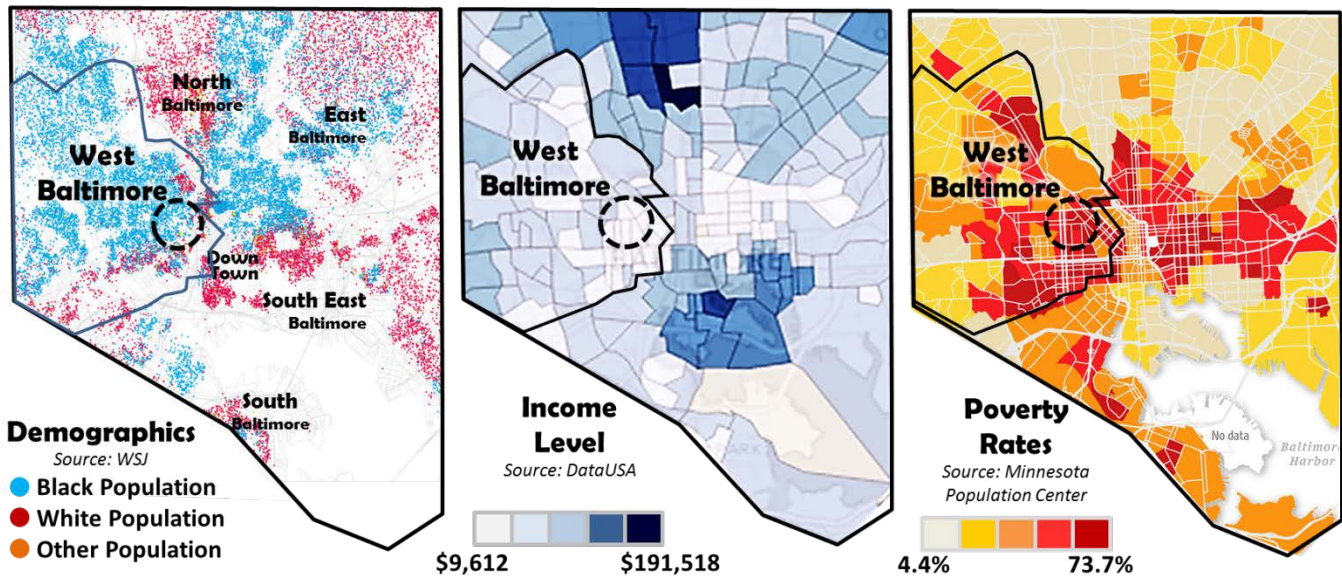 North
Baltimore
East
Baltimore
West
Baltimore
Down
Town
South East
Baltimore
South
Baltimore
Demographics
Source: WSJ
Black Population
White Population
Other Population
West
Baltimore
Income
Level
Source: DataUSA
$9,612
$191,518
West
Baltimore
Poverty
Rates
Source: Minnesota
Population Center
No data
Baltimore
Harbor
4.4%
73.7%